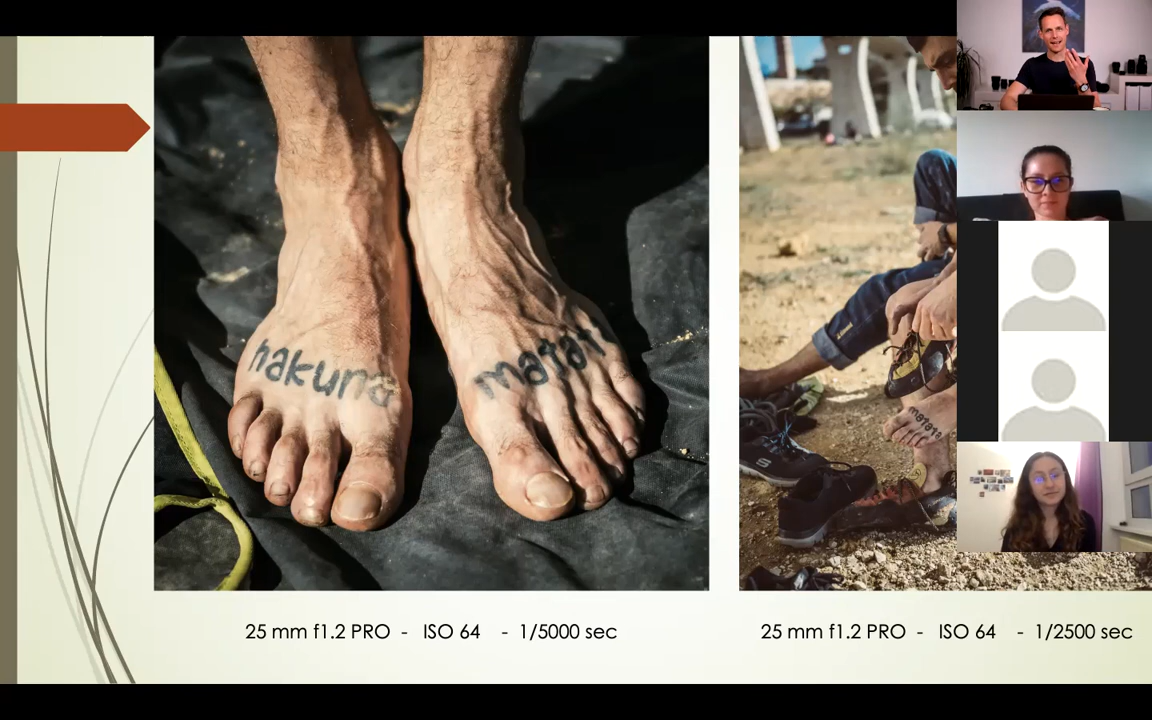 hakuna
matata
matata
25 mm f1.2 PRO - ISO 64 - 1/5000 sec
25 mm f1.2 PRO - ISO 64 - 1/2500 sec